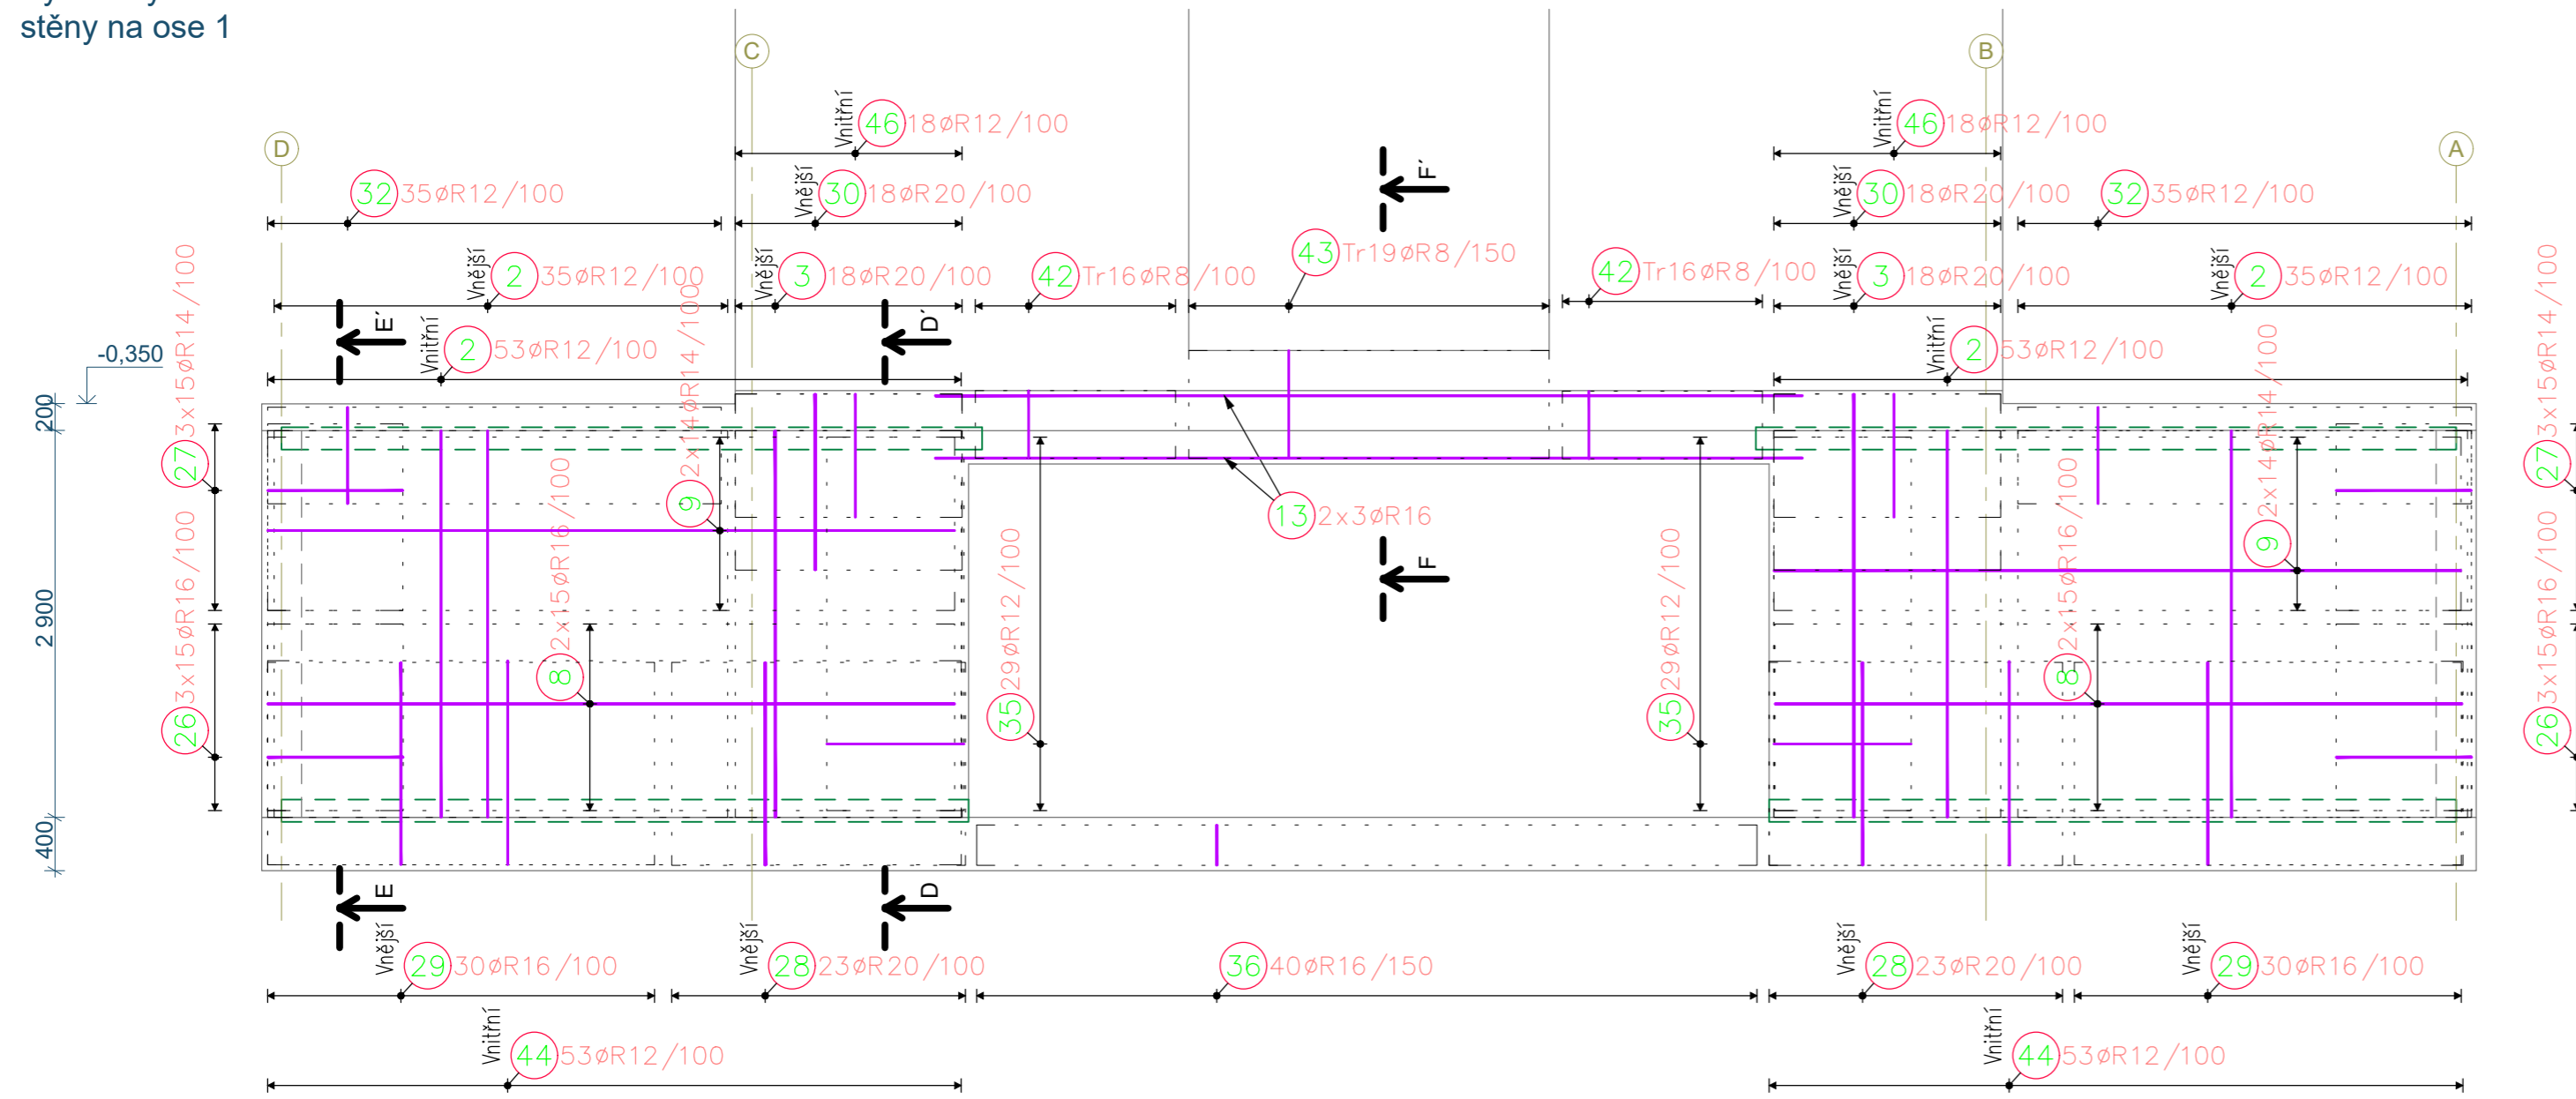 stěny na ose 1
C
B
D
A
Vnitřní
46 18øR12/100
Vnitřní
46 18øR12/100
32 35øR12/100
Vnější
30 18øR20/100
F´
Vnější
30 18øR20/100
32 35øR12/100
Vnější
2 35øR12/100
Vnější
3 18øR20/100
42 Tr16øR8/100
43 Tr19øR8/150
42 Tr16øR8/100
Vnější
3 18øR20/100
Vnější
2 35øR12/100
E´
D´
Vnitřní
2 53øR12/100
Vnitřní
2 53øR12/100
-0,350
200
2 900
400
27 3x15øR14/100
26 3x15øR16/100
9 2x14øR14/100
8 2x15øR16/100
35 29øR12/100
13 2x3øR16
F
35 29øR12/100
9 2x14øR14/100
8 2x15øR16/100
27 3x15øR14/100
26 3x15øR16/100
E
D
Vnější
29 30øR16/100
Vnější
28 23øR20/100
36 40øR16/150
Vnější
28 23øR20/100
Vnější
29 30øR16/100
Vnitřní
44 53øR12/100
Vnitřní
44 53øR12/100